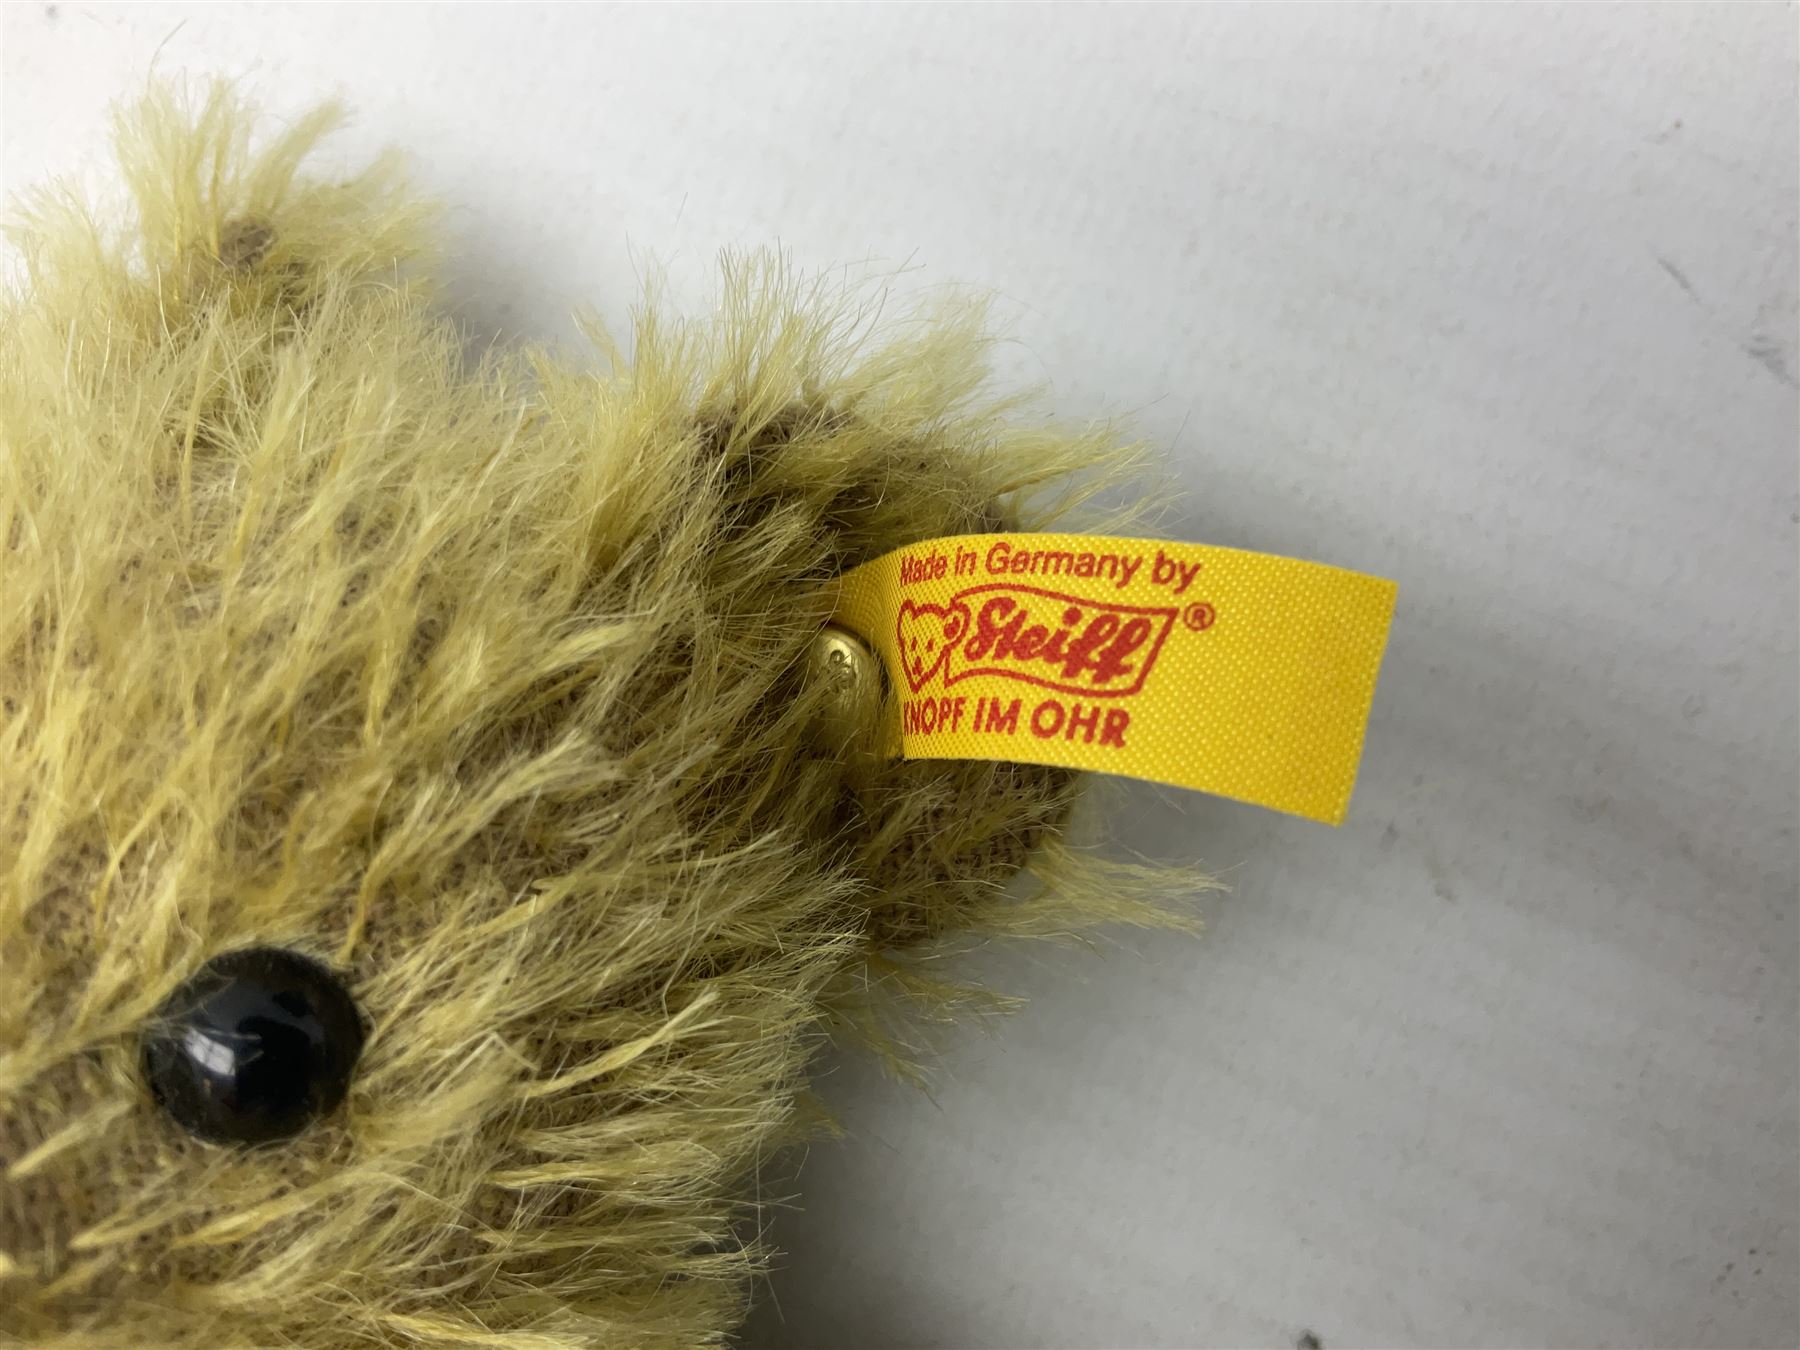 Made in Germany by
Steiff®
KNOPF IM OHR